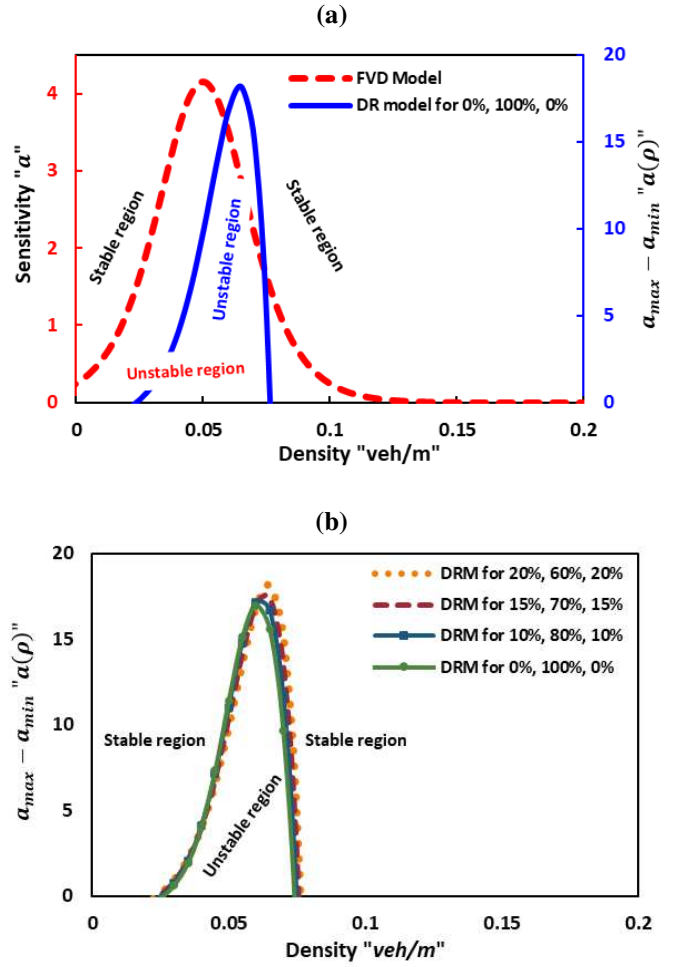 (a)
FVD Model
DR model for 0%, 100%, 0%
Sensitivity "a"
4
3
2
1
0
20
15
10
5
0
a_max − a_min "a(ρ)"
Stable region
Unstable region
Stable region
Unstable region
0
0.05
0.1
0.15
0.2
Density "veh/m"
(b)
DRM for 20%, 60%, 20%
DRM for 15%, 70%, 15%
DRM for 10%, 80%, 10%
DRM for 0%, 100%, 0%
a_max − a_min "a(ρ)"
20
15
10
5
0
Stable region
Stable region
Unstable region
0
0.05
0.1
0.15
0.2
Density "veh/m"